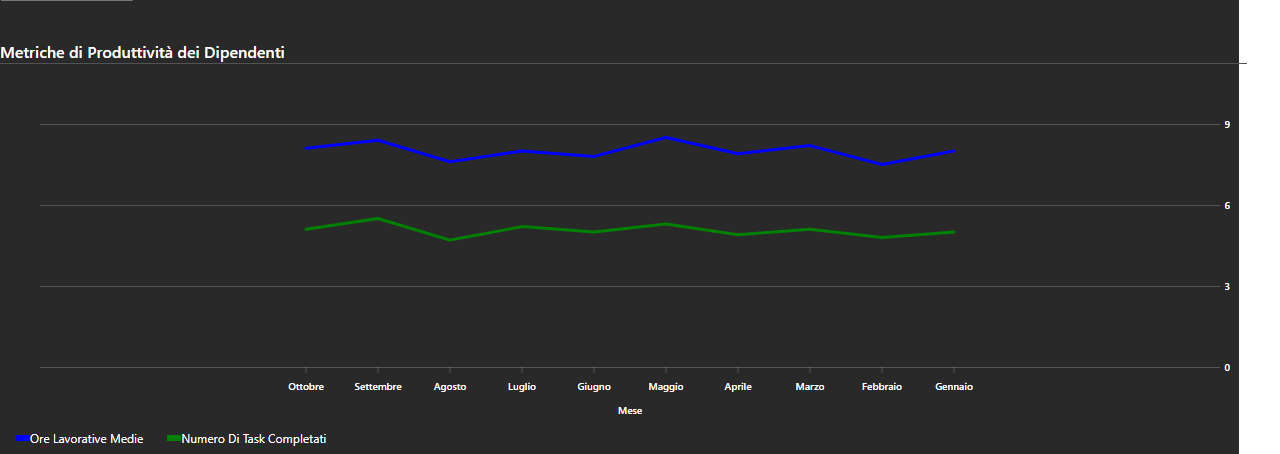 Metriche di Produttività dei Dipendenti
9
6
3
0
Ottobre Settembre Agosto Luglio Giugno Maggio Aprile Marzo Febbraio Gennaio
Mese
Ore Lavorative Medie Numero Di Task Completati